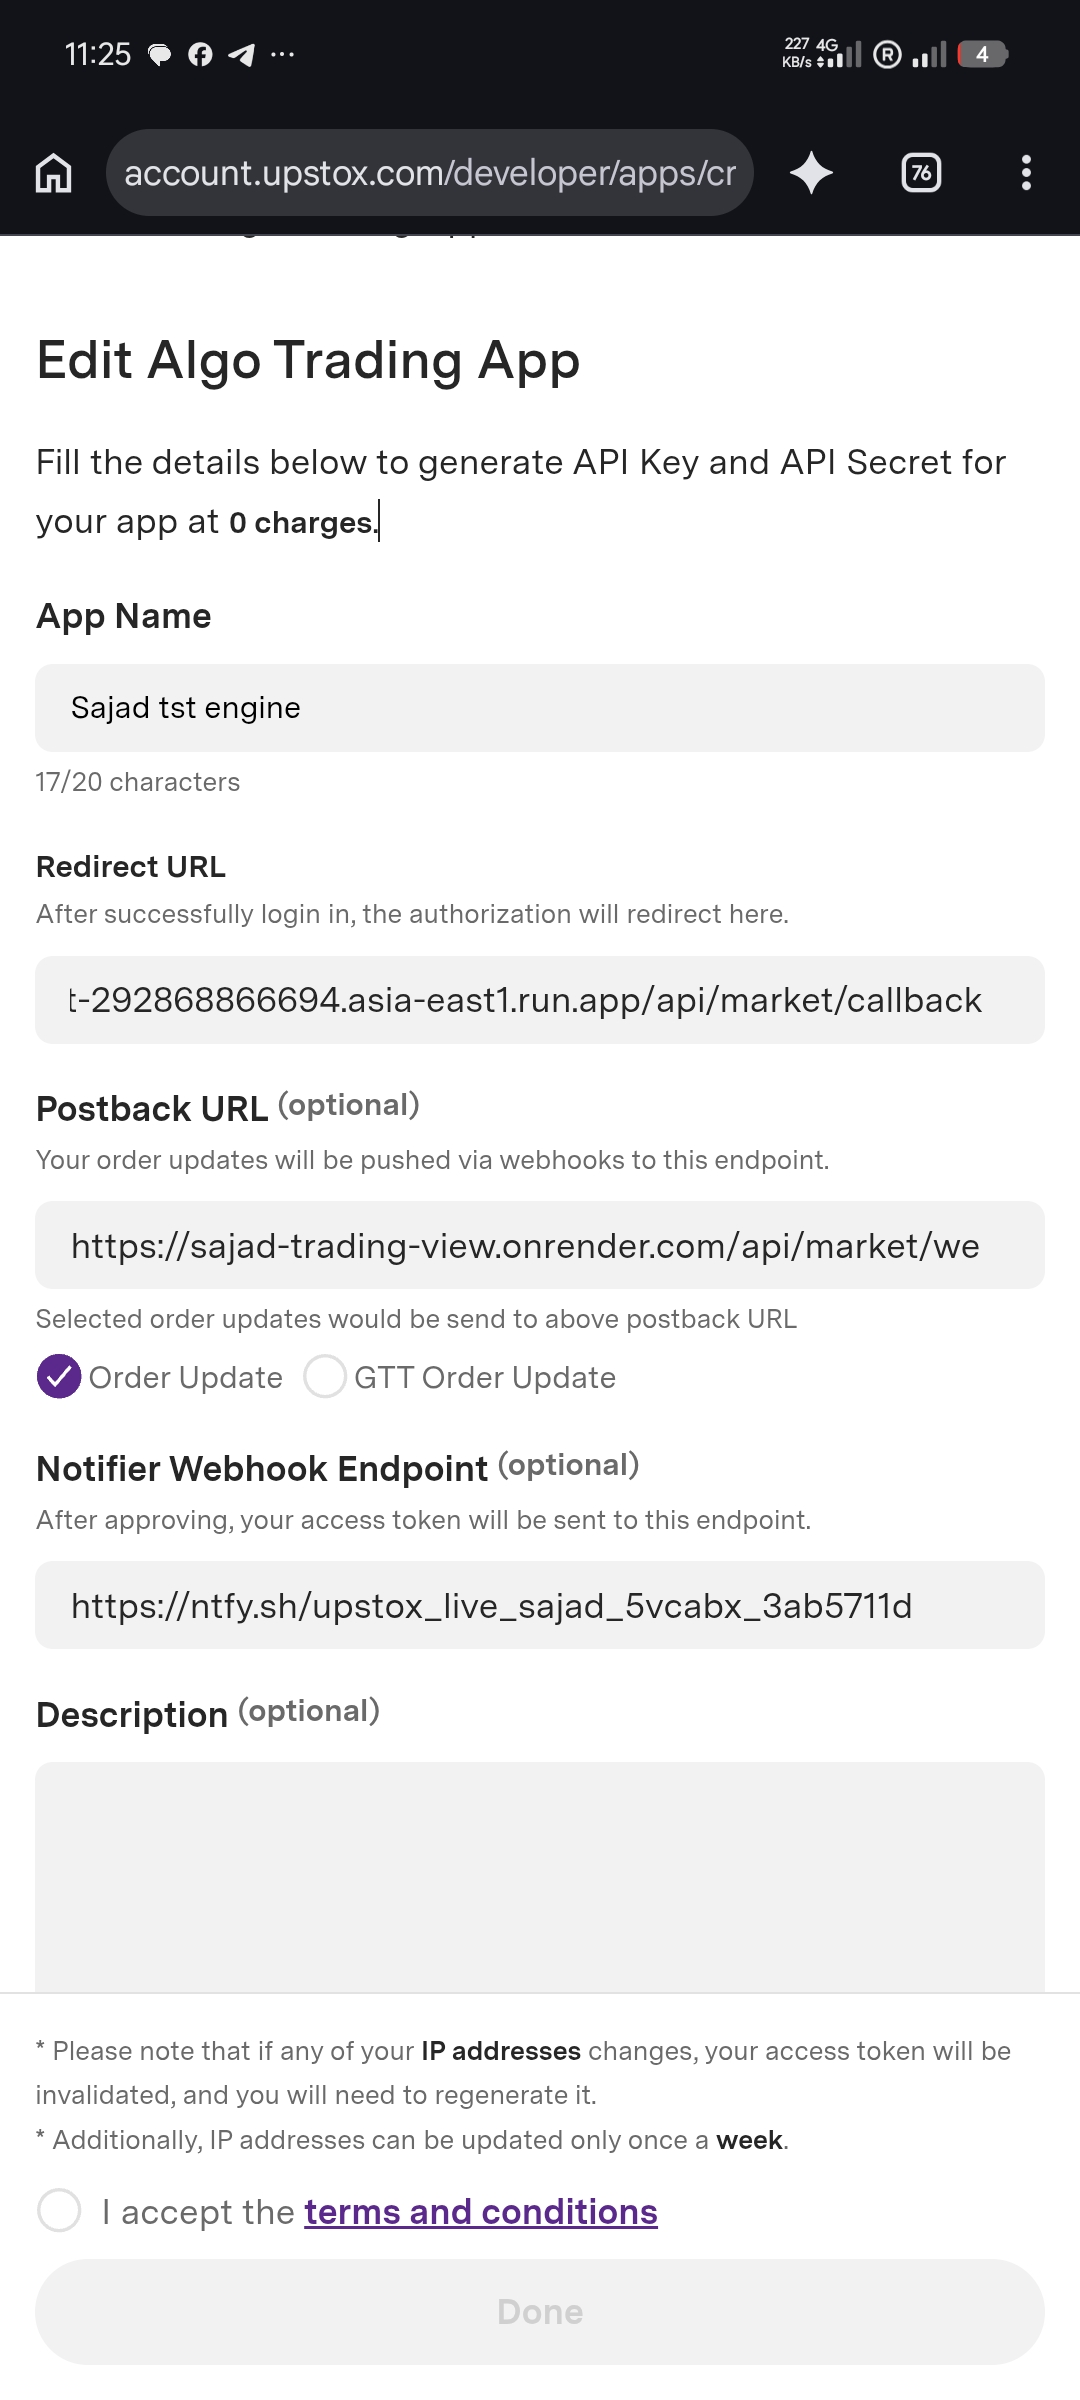 11:25
227 KB/s 4G R 4
account.upstox.com/developer/apps/cr
76
Edit Algo Trading App
Fill the details below to generate API Key and API Secret for
your app at 0 charges.
App Name
Sajad tst engine
17/20 characters
Redirect URL
After successfully login in, the authorization will redirect here.
t-292868866694.asia-east1.run.app/api/market/callback
Postback URL (optional)
Your order updates will be pushed via webhooks to this endpoint.
https://sajad-trading-view.onrender.com/api/market/we
Selected order updates would be send to above postback URL
Order Update GTT Order Update
Notifier Webhook Endpoint (optional)
After approving, your access token will be sent to this endpoint.
https://ntfy.sh/upstox_live_sajad_5vcabx_3ab5711d
Description (optional)
* Please note that if any of your IP addresses changes, your access token will be
invalidated, and you will need to regenerate it.
* Additionally, IP addresses can be updated only once a week.
I accept the terms and conditions
Done